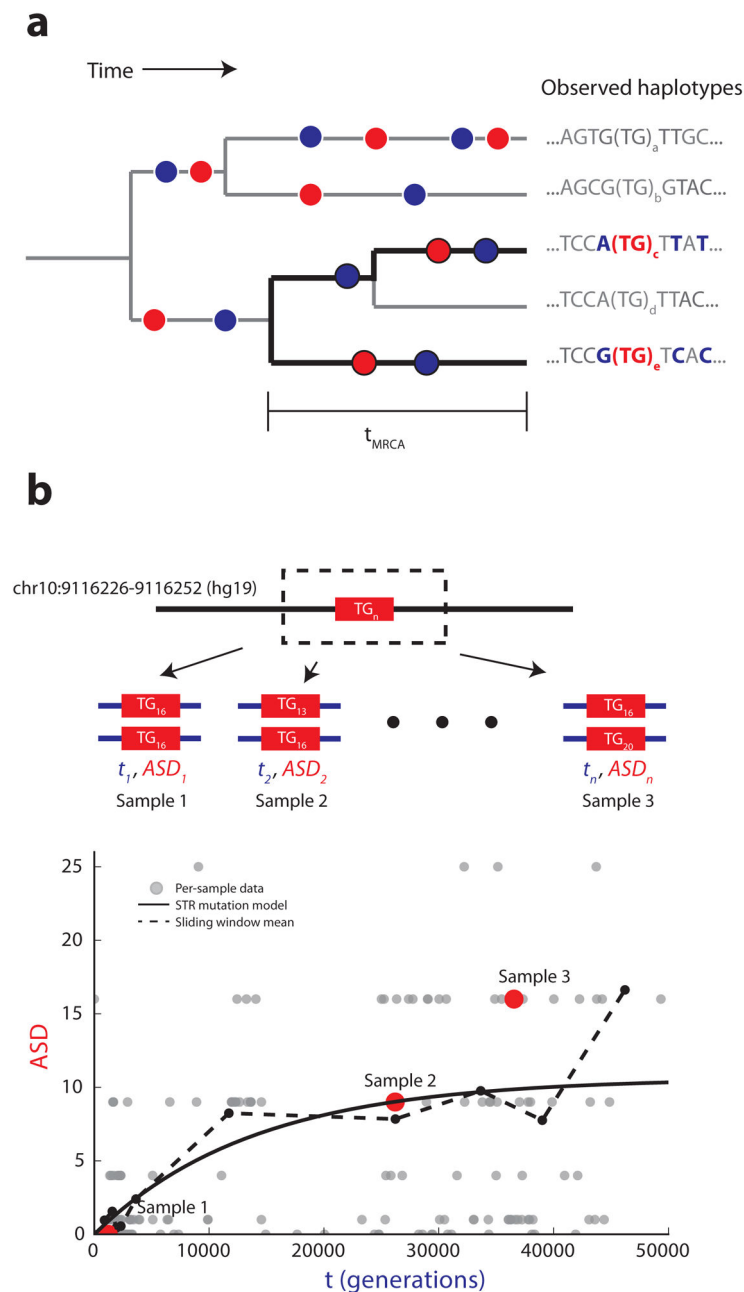 a
Time
Observed haplotypes
...AGTG(TG)aTTGC...
...AGCG(TG)bGTAC...
...TCCA(TG)cTTAT...
...TCCA(TG)dTTAC...
...TCCG(TG)eTCAC...
tMRCA
b
chr10:9116226-9116252 (hg19)
TGn
TG16 TG13 TG16
TG16 TG16 TG20
t1, ASD1 t2, ASD2 tn, ASDn
Sample 1 Sample 2 Sample 3
25
Per-sample data
STR mutation model
Sliding window mean
20
Sample 3
15
ASD
10
Sample 2
5
Sample 1
0
0 10000 20000 30000 40000 50000
t (generations)